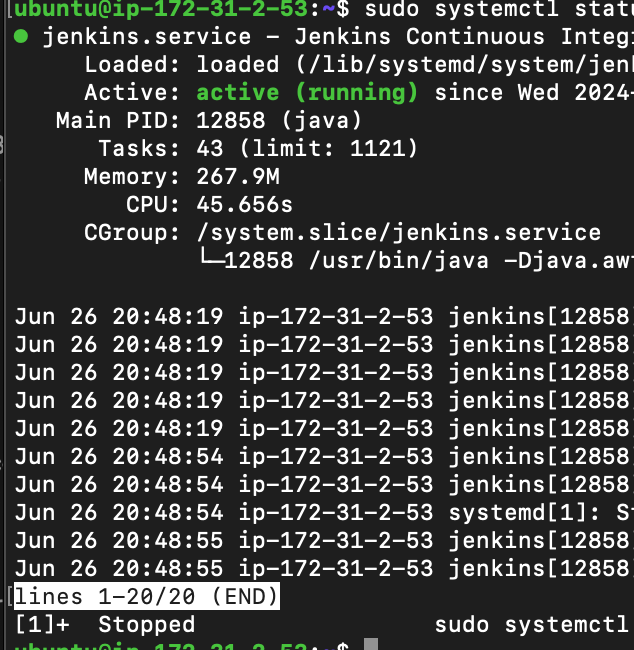 ubuntu@ip-172-31-2-53:~$ sudo systemctl statu
● jenkins.service – Jenkins Continuous Integ
Loaded: loaded (/lib/systemd/system/jen
Active: active (running) since Wed 2024-
Main PID: 12858 (java)
Tasks: 43 (limit: 1121)
Memory: 267.9M
CPU: 45.656s
CGroup: /system.slice/jenkins.service
└─12858 /usr/bin/java -Djava.aw
Jun 26 20:48:19 ip-172-31-2-53 jenkins[12858
Jun 26 20:48:19 ip-172-31-2-53 jenkins[12858
Jun 26 20:48:19 ip-172-31-2-53 jenkins[12858
Jun 26 20:48:19 ip-172-31-2-53 jenkins[12858
Jun 26 20:48:19 ip-172-31-2-53 jenkins[12858
Jun 26 20:48:54 ip-172-31-2-53 jenkins[12858
Jun 26 20:48:54 ip-172-31-2-53 jenkins[12858
Jun 26 20:48:54 ip-172-31-2-53 systemd[1]: St
Jun 26 20:48:55 ip-172-31-2-53 jenkins[12858
Jun 26 20:48:55 ip-172-31-2-53 jenkins[12858
lines 1-20/20 (END)
[1]+  Stopped                 sudo systemctl
ubuntu@ip-172-31-2-53:~$